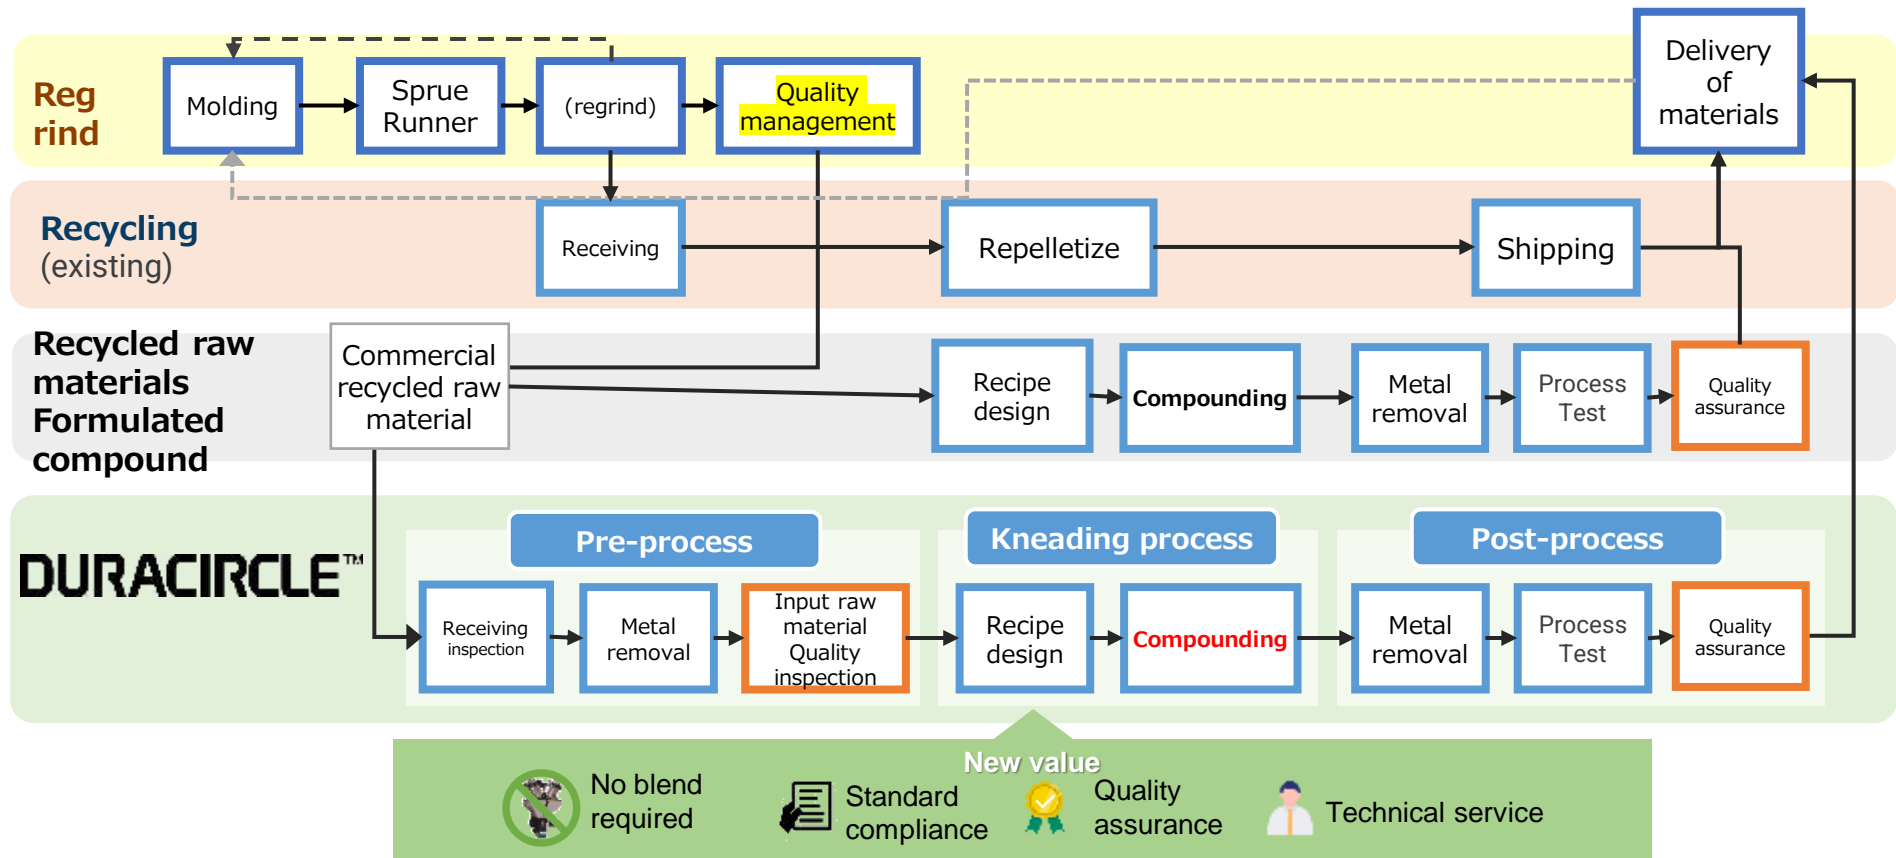 Reg
rind
Molding
Sprue
Runner
(regrind)
Quality
management
Delivery
of
materials
Recycling
(existing)
Receiving
Repelletize
Shipping
Recycled raw
materials
Formulated
compound
Commercial
recycled raw
material
Recipe
design
Compounding
Metal
removal
Process
Test
Quality
assurance
DURACIRCLE™
Pre-process
Kneading process
Post-process
Receiving
inspection
Metal
removal
Input raw
material
Quality
inspection
Recipe
design
Compounding
Metal
removal
Process
Test
Quality
assurance
New value
No blend
required
Standard
compliance
Quality
assurance
Technical service